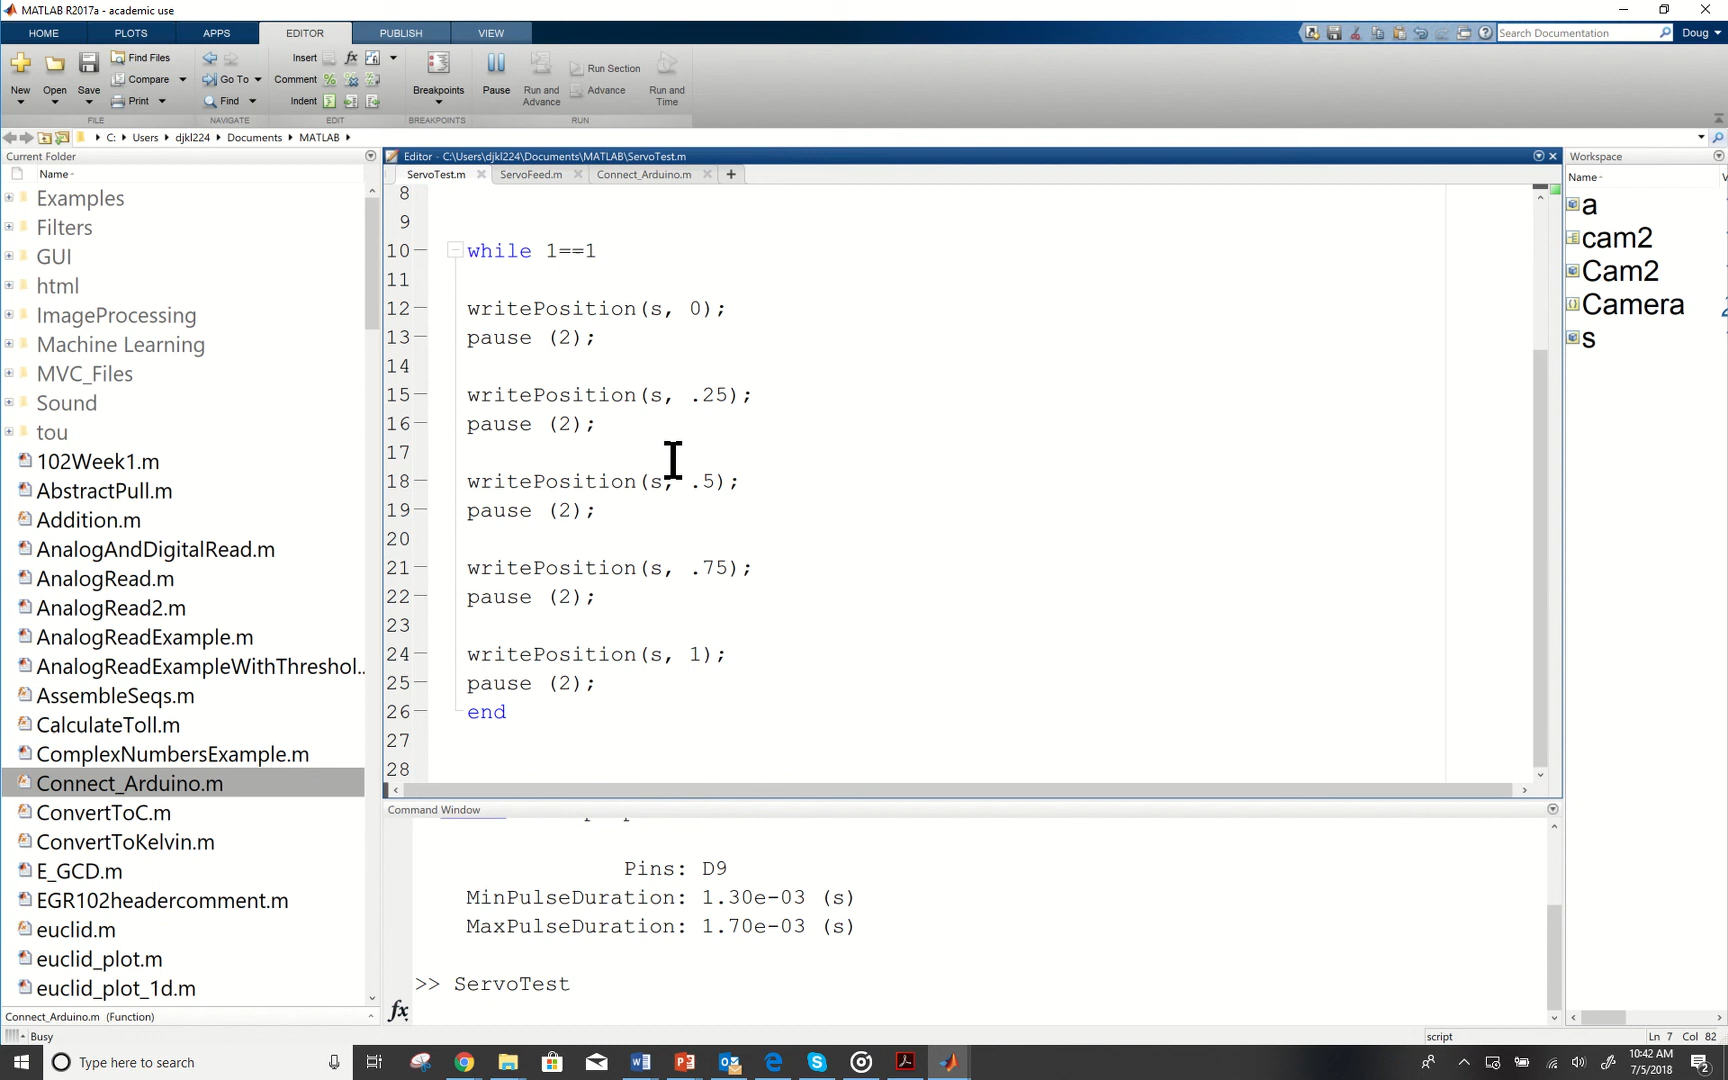 MATLAB R2017a - academic use
HOME PLOTS APPS EDITOR PUBLISH VIEW
Search Documentation
Doug
New Open Save
Find Files
Compare
Print
FILE
Go To
Find
NAVIGATE
Insert
Comment
Indent
EDIT
Breakpoints
BREAKPOINTS
Pause
Run and Advance
Run Section
Advance
Run and Time
RUN
C: Users djkl224 Documents MATLAB
Current Folder
Name
Examples
Filters
GUI
html
ImageProcessing
Machine Learning
MVC_Files
Sound
tou
102Week1.m
AbstractPull.m
Addition.m
AnalogAndDigitalRead.m
AnalogRead.m
AnalogRead2.m
AnalogReadExample.m
AnalogReadExampleWithThreshol..
AssembleSeqs.m
CalculateToll.m
ComplexNumbersExample.m
Connect_Arduino.m
ConvertToC.m
ConvertToKelvin.m
E_GCD.m
EGR102headercomment.m
euclid.m
euclid_plot.m
euclid_plot_1d.m
Connect_Arduino.m (Function)
Busy
Editor - C:\Users\djkl224\Documents\MATLAB\ServoTest.m
ServoTest.m ServoFeed.m Connect_Arduino.m
8
9
10 while 1==1
11
12 writePosition(s, 0);
13 pause (2);
14
15 writePosition(s, .25);
16 pause (2);
17
18 writePosition(s, .5);
19 pause (2);
20
21 writePosition(s, .75);
22 pause (2);
23
24 writePosition(s, 1);
25 pause (2);
26 end
27
28
Command Window
Pins: D9
MinPulseDuration: 1.30e-03 (s)
MaxPulseDuration: 1.70e-03 (s)
>> ServoTest
fx
Workspace
Name
a
cam2
Cam2
Camera
s
script
Ln 7 Col 82
Type here to search
10:42 AM
7/5/2018
2